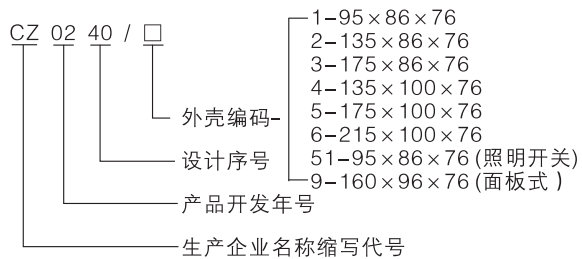 CZ 02 40 / □
外壳编码-
1-95×86×76
2-135×86×76
3-175×86×76
4-135×100×76
5-175×100×76
6-215×100×76
51-95×86×76 (照明开关)
9-160×96×76 (面板式)
设计序号
产品开发年号
生产企业名称缩写代号